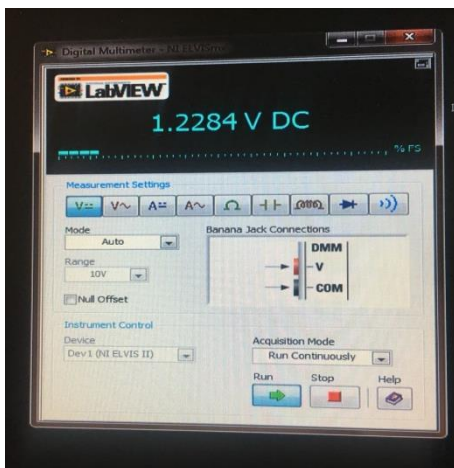 Digital Multimeter - NI ELVISmx
LabVIEW
1.2284 V DC
% FS
Measurement Settings
V
V
A
A
Ω
Mode
Auto
Banana Jack Connections
DMM
V
COM
Range
10V
Null Offset
Instrument Control
Device
Dev1 (NI ELVIS II)
Acquisition Mode
Run Continuously
Run
Stop
Help